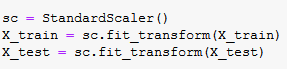 sc = StandardScaler()
X_train = sc.fit_transform(X_train)
X_test = sc.fit_transform(X_test)